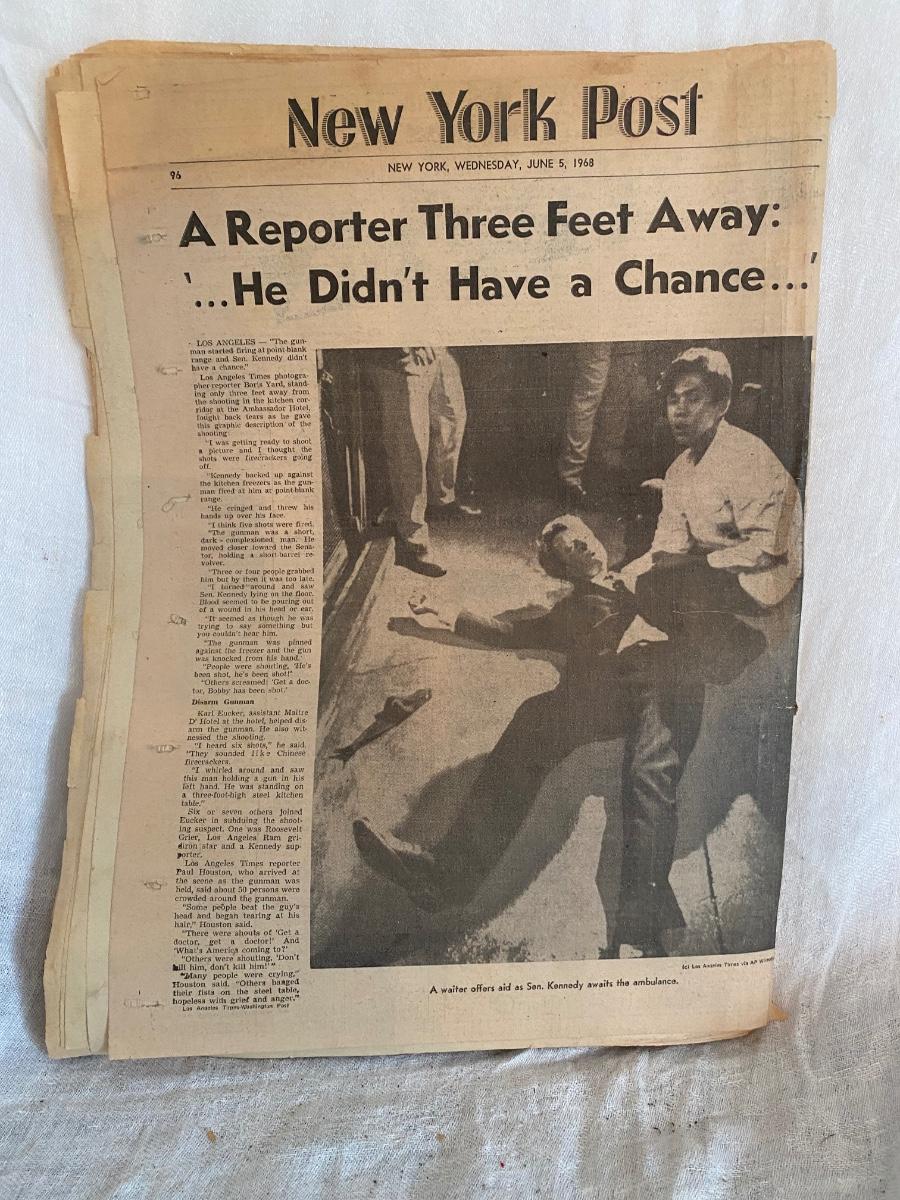 New York Post
96
NEW YORK, WEDNESDAY, JUNE 5, 1968
A Reporter Three Feet Away:
'...He Didn't Have a Chance...'
LOS ANGELES — "The gun-
man started firing at point-blank
range and Sen. Kennedy didn't
have a chance."
Los Angeles Times photogra-
pher-reporter Boris Yard, stand-
ing only three feet away from
the shooting in the kitchen cor-
ridor at the Ambassador Hotel,
fought back tears as he gave
this graphic description of the
shooting:
"I was getting ready to shoot
a picture and I thought the
shots were firecrackers going
off.
"Kennedy backed up against
the kitchen freezers as the gun-
man fired at him at point-blank
range.
"He cringed and threw his
hands up over his face.
"I think five shots were fired.
"The gunman was a short,
dark-complexioned man. He
moved closer toward the Sena-
tor, holding a short-barrel re-
volver.
"Three or four people grabbed
him but by then it was too late.
"I turned around and saw
Sen. Kennedy lying on the floor.
Blood seemed to be pouring out
of a wound in his head or ear.
"It seemed as though he was
trying to say something but
you couldn't hear him.
"The gunman was pinned
against the freezer and the gun
was knocked from his hand.
"People were shouting, 'He's
been shot, he's been shot!'
"Others screamed: 'Get a doc-
tor, Bobby has been shot.'
Disarm Gunman
Karl Eucker, assistant Maitre
D' Hotel at the hotel, helped dis-
arm the gunman. He also wit-
nessed the shooting.
"I heard six shots," he said.
"They sounded like Chinese
firecrackers.
"I whirled around and saw
this man holding a gun in his
left hand. He was standing on
a three-foot-high steel kitchen
table."
Six or seven others joined
Eucker in subduing the shoot-
ing suspect. One was Roosevelt
Grier, Los Angeles Ram gri-
diron star and a Kennedy sup-
porter.
Los Angeles Times reporter
Paul Houston, who arrived at
the scene as the gunman was
held, said about 50 persons were
crowded around the gunman.
"Some people beat the guy's
head and began tearing at his
hair," Houston said.
"There were shouts of 'Get a
doctor, get a doctor!' And
'What's America coming to?'
"Others were shouting, 'Don't
kill him, don't kill him!'"
"Many people were crying,"
Houston said. "Others banged
their fists on the steel table,
hopeless with grief and anger."
Los Angeles Times-Washington Post
(c) Los Angeles Times via AP
A waiter offers aid as Sen. Kennedy awaits the ambulance.